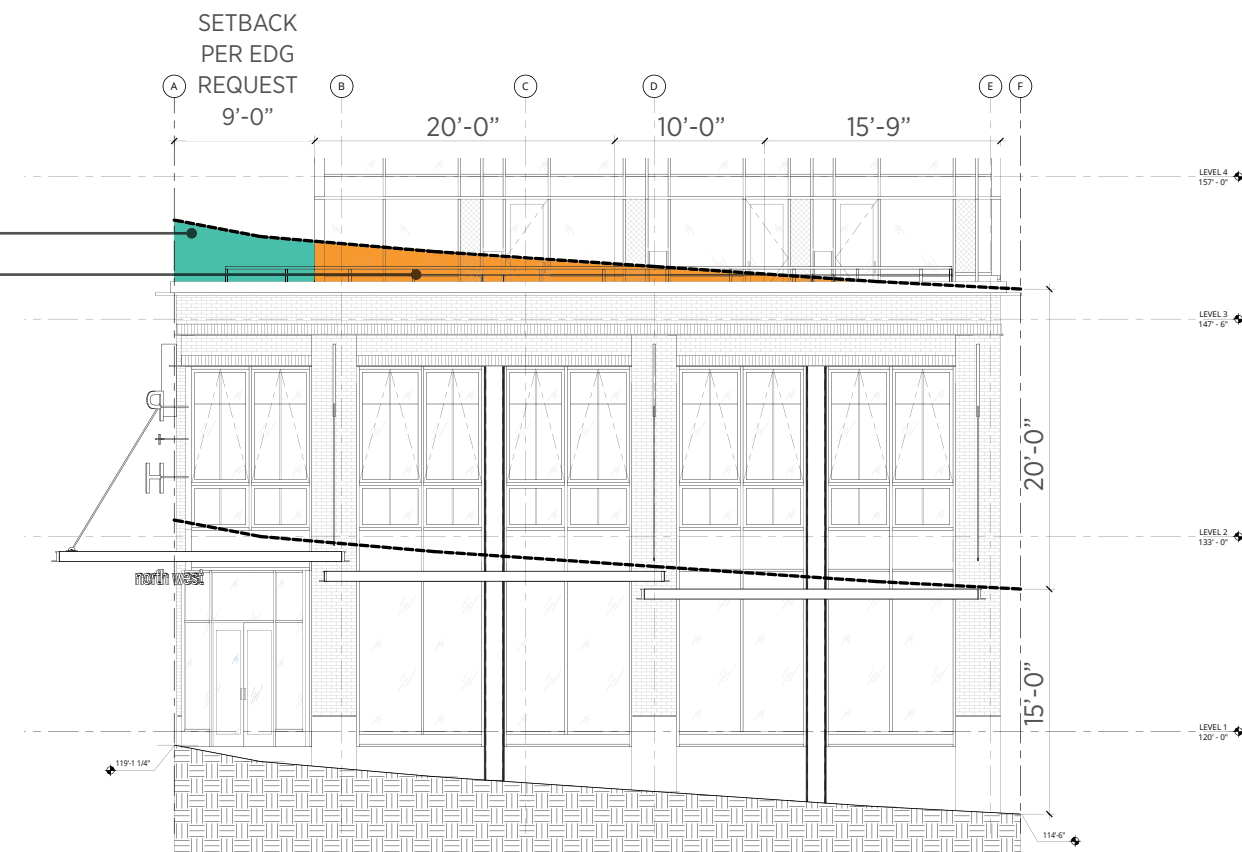 SETBACK
PER EDG
REQUEST
9’-0”
A
B
C
D
E
F
20’-0”
10’-0”
15’-9”
LEVEL 4
157' - 0"
LEVEL 3
147' - 6"
P
H
20’-0”
LEVEL 2
133' - 0"
north west
15’-0”
LEVEL 1
120' - 0"
119'-1 1/4"
114'-6"